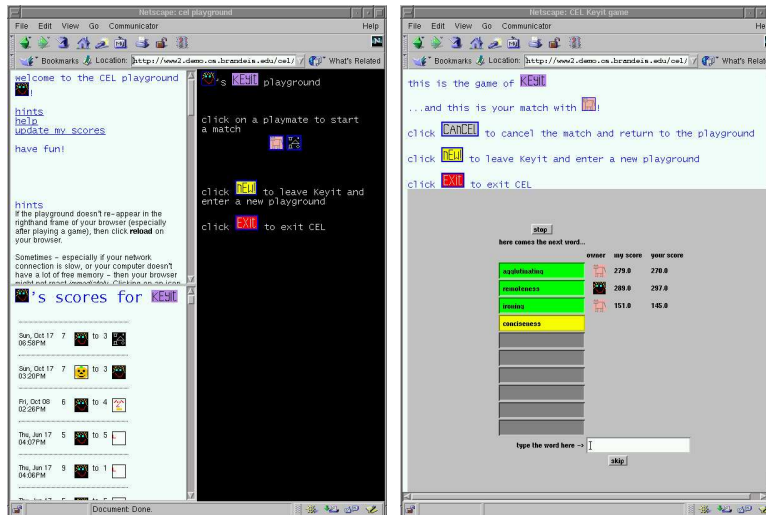 Netscape: cel playground
File Edit View Go Communicator Help
Bookmarks Location: http://www2.demo.cs.brandeis.edu/cel/ What's Related
welcome to the CEL playground
!
hints
help
update my scores
have fun!
hints
If the playground doesn't re-appear in the
righthand frame of your browser (especially
after playing a game), then click reload on
your browser.
Sometimes - especially if your network
connection is slow, or your computer doesn't
have a lot of free memory - then your browser
might not react immediately. Clicking on an icon
's scores for KEYIT
Sun, Oct 17 7 to 3
06:58PM
Sun, Oct 17 7 to 3
03:20PM
Fri, Oct 08 6 to 4
02:26PM
Thu, Jun 17 5 to 5
04:07PM
Thu, Jun 17 9 to 1
04:06PM
's KEYIT playground
click on a playmate to start
a match
click NEW! to leave Keyit and
enter a new playground
click EXIT to exit CEL
Document: Done.
Netscape: CEL Keyit game
File Edit View Go Communicator
Bookmarks Location: http://www2.demo.cs.brandeis.edu/cel/ What's Relat
this is the game of KEYIT
...and this is your match with !
click CANCEL to cancel the match and return to the playground
click NEW! to leave Keyit and enter a new playground
click EXIT to exit CEL
stop
here comes the next word...
owner my score your score
agglutinating 279.0 270.0
remoteness 289.0 297.0
ironing 151.0 145.0
conciseness
type the word here ->
skip